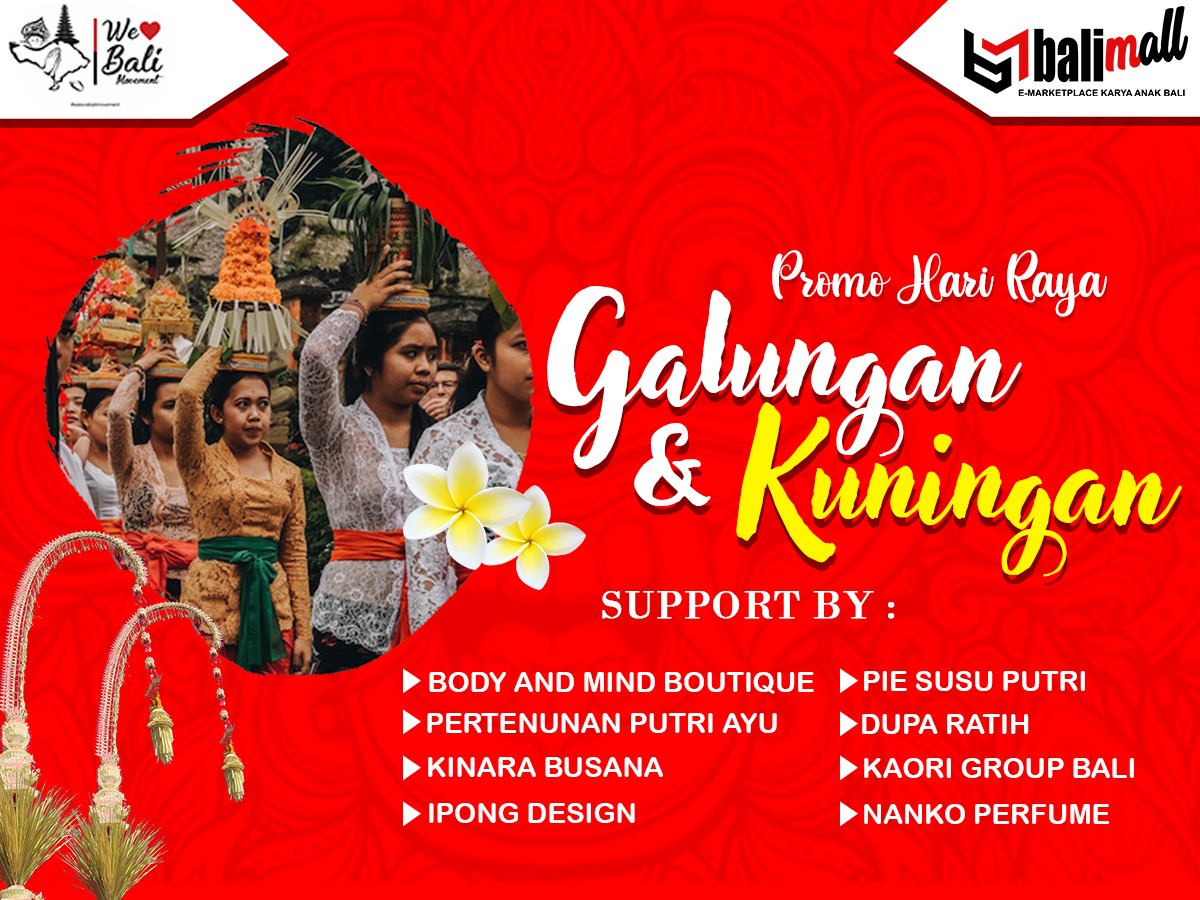 We
Bali
Movement
#welovebalimovement
balimall
E-MARKETPLACE KARYA ANAK BALI
Promo Hari Raya
Galungan
& Kuningan
SUPPORT BY :
BODY AND MIND BOUTIQUE
PERTENUNAN PUTRI AYU
KINARA BUSANA
IPONG DESIGN
PIE SUSU PUTRI
DUPA RATIH
KAORI GROUP BALI
NANKO PERFUME